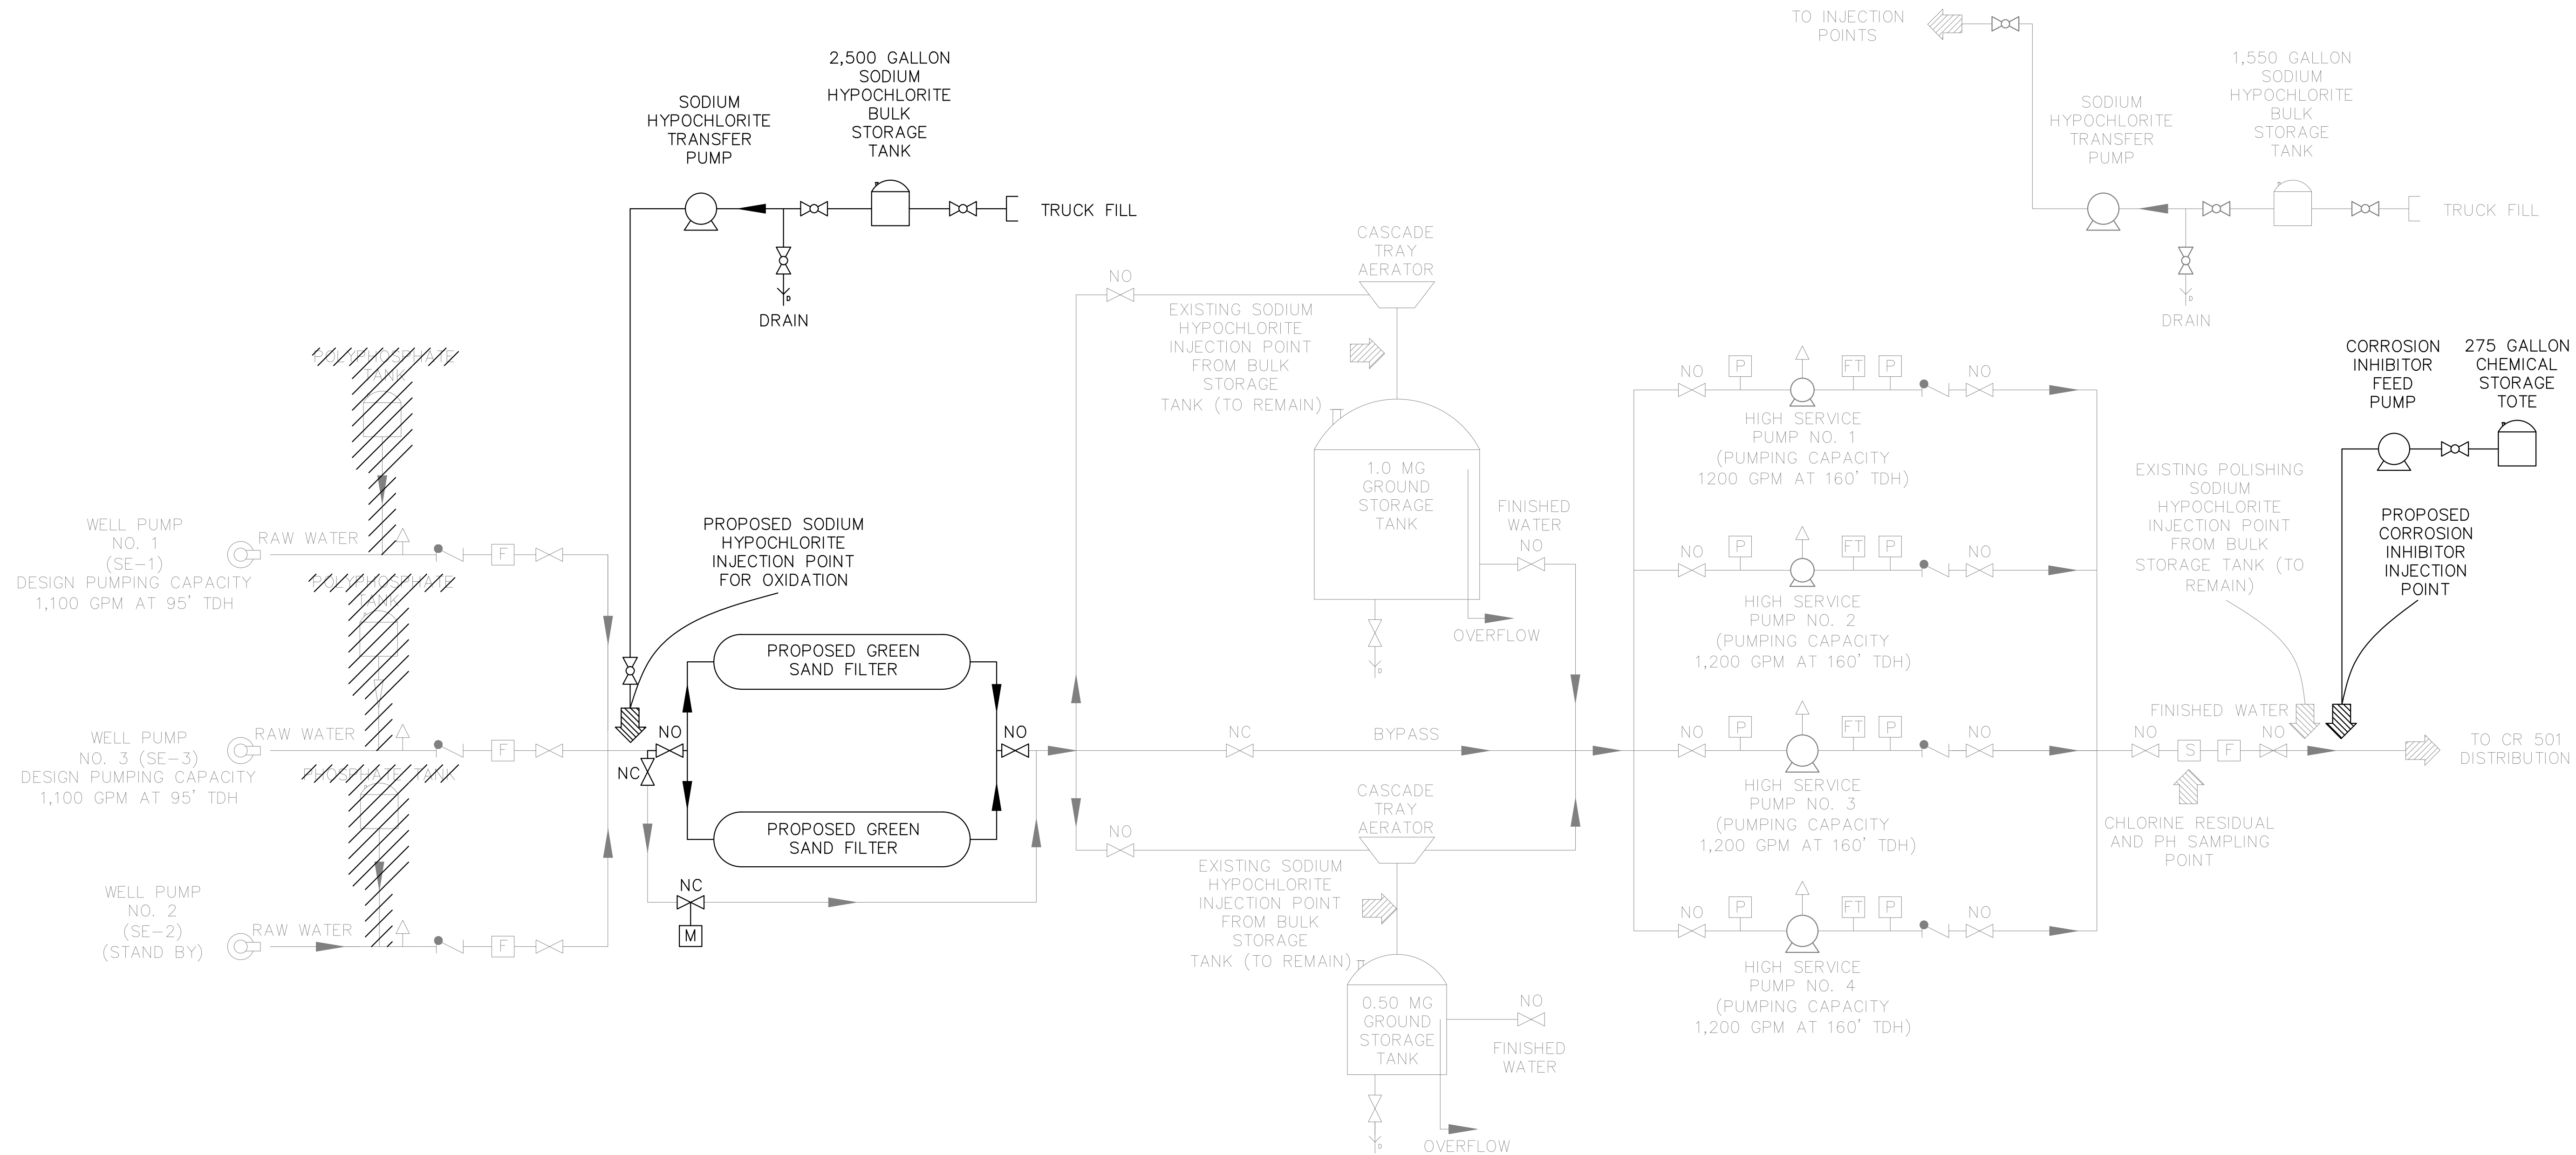 TO INJECTION
POINTS
2,500 GALLON
SODIUM
HYPOCHLORITE
BULK
STORAGE
TANK
SODIUM
HYPOCHLORITE
TRANSFER
PUMP
TRUCK FILL
D
DRAIN
1,550 GALLON
SODIUM
HYPOCHLORITE
BULK
STORAGE
TANK
SODIUM
HYPOCHLORITE
TRANSFER
PUMP
TRUCK FILL
D
DRAIN
CASCADE
TRAY
AERATOR
NO
EXISTING SODIUM
HYPOCHLORITE
INJECTION POINT
FROM BULK
STORAGE
TANK (TO REMAIN)
1.0 MG
GROUND
STORAGE
TANK
FINISHED
WATER
NO
OVERFLOW
D
POLYPHOSPHATE
TANK
WELL PUMP
NO. 1
(SE-1)
DESIGN PUMPING CAPACITY
1,100 GPM AT 95' TDH
RAW WATER
F
POLYPHOSPHATE
TANK
WELL PUMP
NO. 3 (SE-3)
DESIGN PUMPING CAPACITY
1,100 GPM AT 95' TDH
RAW WATER
F
PHOSPHATE TANK
WELL PUMP
NO. 2
(SE-2)
(STAND BY)
RAW WATER
F
PROPOSED SODIUM
HYPOCHLORITE
INJECTION POINT
FOR OXIDATION
PROPOSED GREEN
SAND FILTER
NO
NO
NC
PROPOSED GREEN
SAND FILTER
NC
M
NC
BYPASS
CASCADE
TRAY
AERATOR
NO
EXISTING SODIUM
HYPOCHLORITE
INJECTION POINT
FROM BULK
STORAGE
TANK (TO REMAIN)
0.50 MG
GROUND
STORAGE
TANK
NO
FINISHED
WATER
D
OVERFLOW
NO
P
FT
P
NO
HIGH SERVICE
PUMP NO. 1
(PUMPING CAPACITY
1200 GPM AT 160' TDH)
NO
P
FT
P
NO
HIGH SERVICE
PUMP NO. 2
(PUMPING CAPACITY
1,200 GPM AT 160' TDH)
NO
P
FT
P
NO
HIGH SERVICE
PUMP NO. 3
(PUMPING CAPACITY
1,200 GPM AT 160' TDH)
NO
P
FT
P
NO
HIGH SERVICE
PUMP NO. 4
(PUMPING CAPACITY
1,200 GPM AT 160' TDH)
CORROSION
INHIBITOR
FEED
PUMP
275 GALLON
CHEMICAL
STORAGE
TOTE
EXISTING POLISHING
SODIUM
HYPOCHLORITE
INJECTION POINT
FROM BULK
STORAGE TANK (TO
REMAIN)
PROPOSED
CORROSION
INHIBITOR
INJECTION
POINT
FINISHED WATER
NO
S
F
NO
TO CR 501
DISTRIBUTION
CHLORINE RESIDUAL
AND PH SAMPLING
POINT